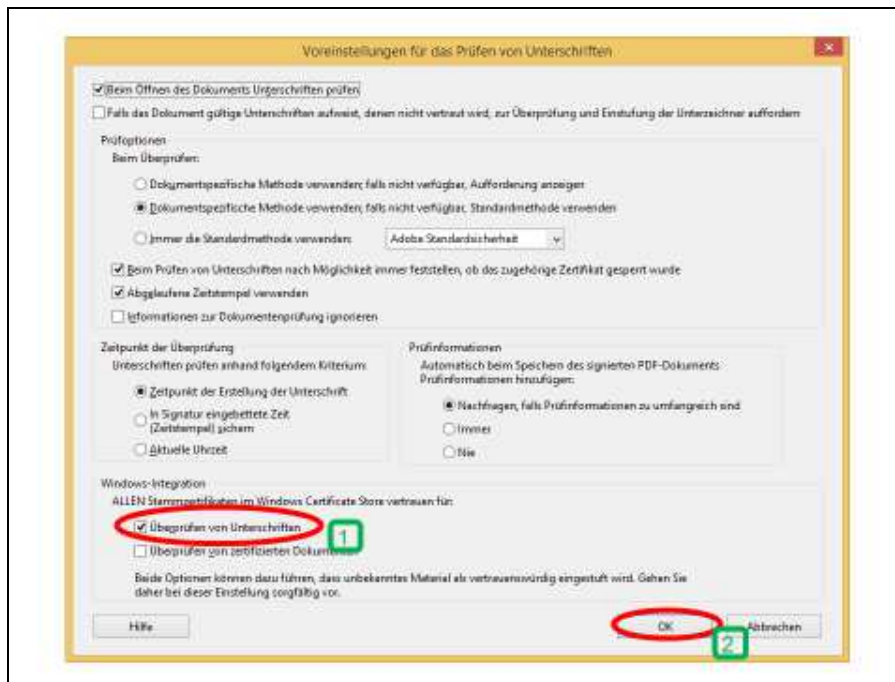 Voreinstellungen für das Prüfen von Unterschriften
Beim Öffnen des Dokuments Unterschriften prüfen
Falls das Dokument gültige Unterschriften aufweist, denen nicht vertraut wird, zur Überprüfung und Einstufung der Unterzeichner auffordern
Prüfoptionen
Beim Überprüfen:
Dokumentspezifische Methode verwenden; falls nicht verfügbar, Aufforderung anzeigen
Dokumentspezifische Methode verwenden; falls nicht verfügbar, Standardmethode verwenden
Immer die Standardmethode verwenden: Adobe Standardsicherheit
Beim Prüfen von Unterschriften nach Möglichkeit immer feststellen, ob das zugehörige Zertifikat gesperrt wurde
Abgelaufene Zeitstempel verwenden
Informationen zur Dokumentenprüfung ignorieren
Zeitpunkt der Überprüfung
Unterschriften prüfen anhand folgendem Kriterium:
Zeitpunkt der Erstellung der Unterschrift
In Signatur eingebettete Zeit
(Zeitstempel) sichern
Aktuelle Uhrzeit
Prüfinformationen
Automatisch beim Speichern des signierten PDF-Dokuments
Prüfinformationen hinzufügen:
Nachfragen, falls Prüfinformationen zu umfangreich sind
Immer
Nie
Windows-Integration
ALLEN Stammzertifikaten im Windows Certificate Store vertrauen für:
Überprüfen von Unterschriften
1
Überprüfen von zertifizierten Dokumenten
Beide Optionen können dazu führen, dass unbekanntes Material als vertrauenswürdig eingestuft wird. Gehen Sie
daher bei dieser Einstellung sorgfältig vor.
Hilfe OK Abbrechen
2